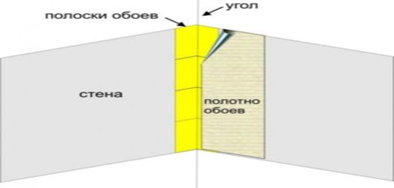 угол
полоски обоев
стена
полотно
обоев